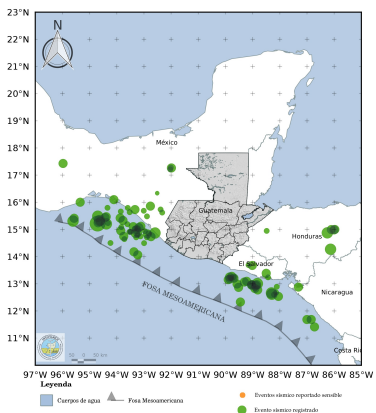 23°N
22°N
21°N
20°N
19°N
18°N
17°N
16°N
15°N
14°N
13°N
12°N
11°N
N
México
Guatemala
Honduras
El Salvador
Nicaragua
Costa Ric
FOSA MESOAMERICANA
97°W 96°W 95°W 94°W 93°W 92°W 91°W 90°W 89°W 88°W 87°W 86°W 85°W
Leyenda
Cuerpos de agua
Fosa Mesoamericana
Eventos sísmico reportado sensible
Evento sísmico registrado